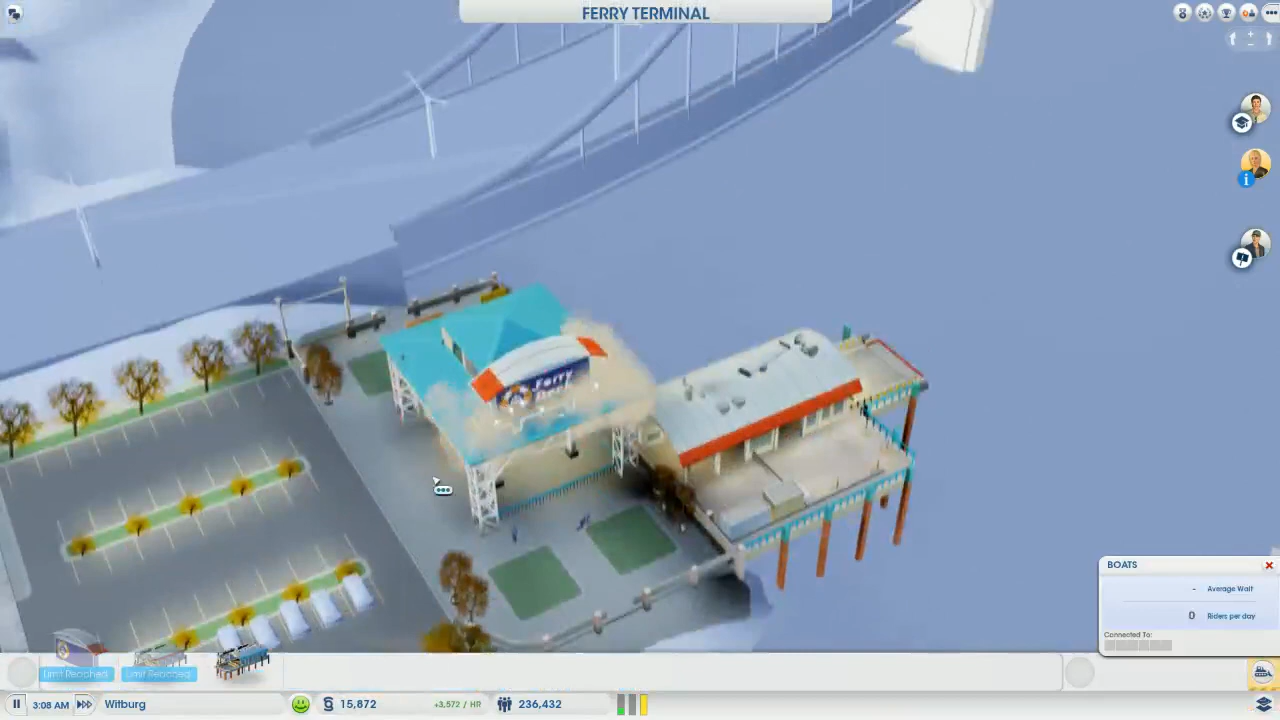 FERRY TERMINAL
FERRY
BOATS
- Average Wait
0 Riders per day
Connected To:
Limit Reached
Limit Reached
3:08 AM
Witburg
15,872
+3,572 / HR
236,432